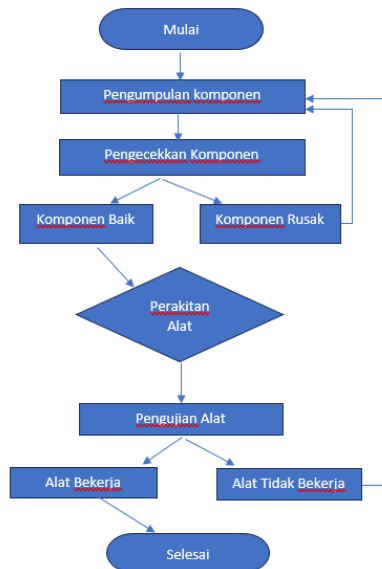 Mulai
Pengumpulan komponen
Pengecekkan Komponen
Komponen Baik
Komponen Rusak
Perakitan
Alat
Pengujian Alat
Alat Bekerja
Alat Tidak Bekerja
Selesai